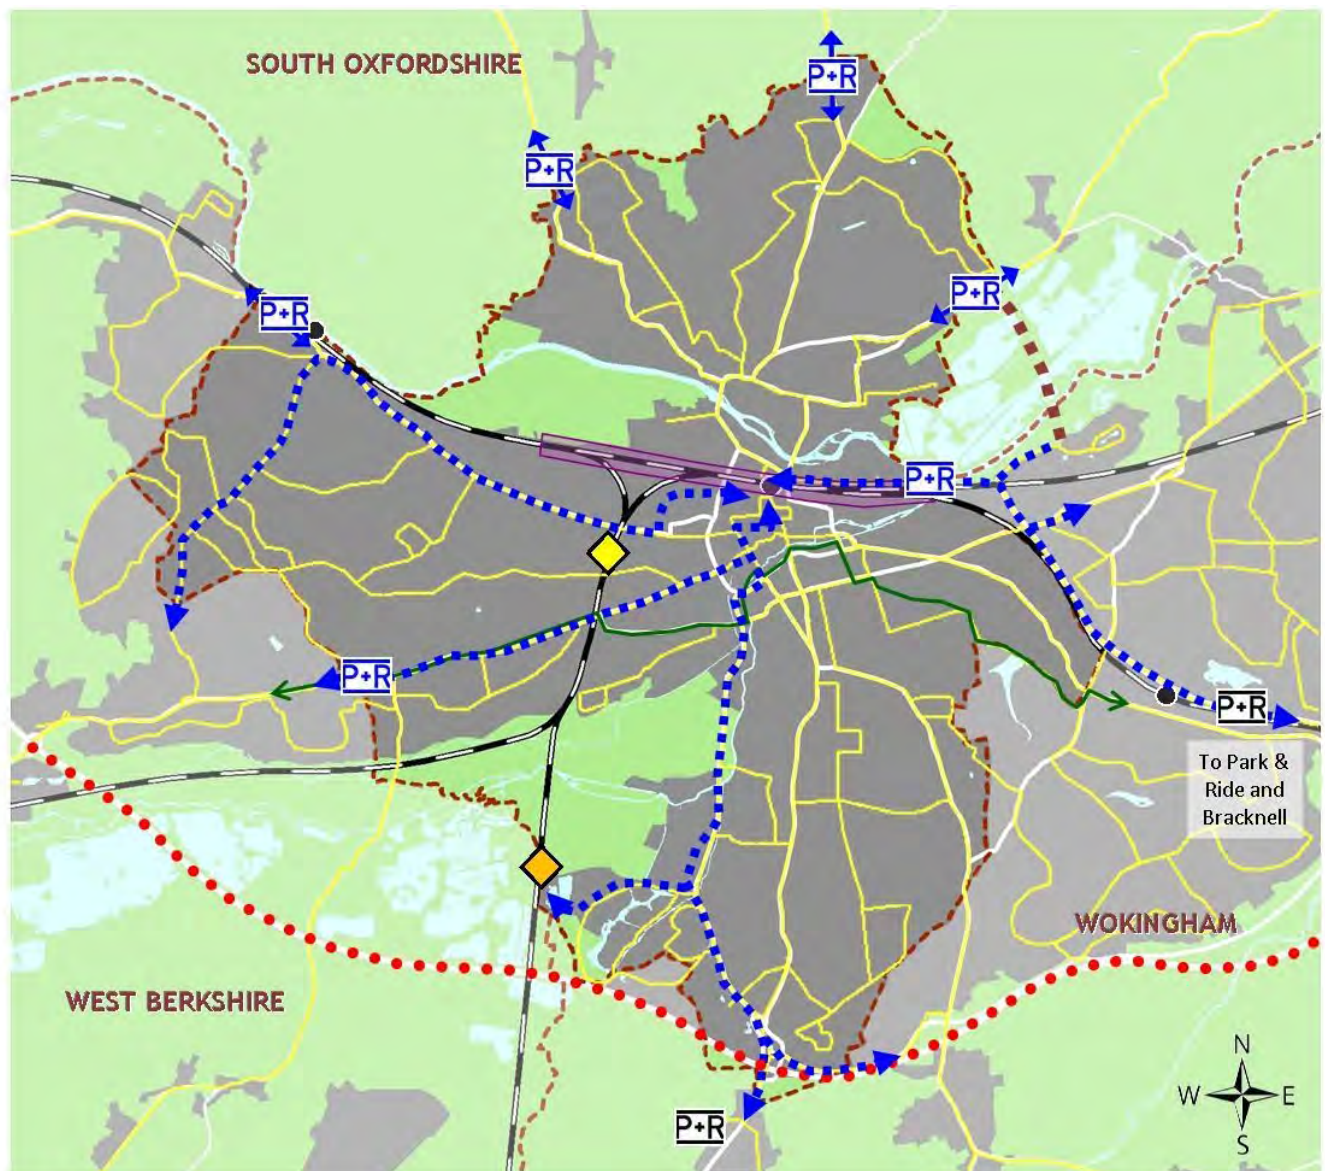 SOUTH OXFORDSHIRE
P+R
P+R
P+R
P+R
P+R
P+R
P+R
To Park &
Ride and
Bracknell
WOKINGHAM
WEST BERKSHIRE
N
W E
S
P+R